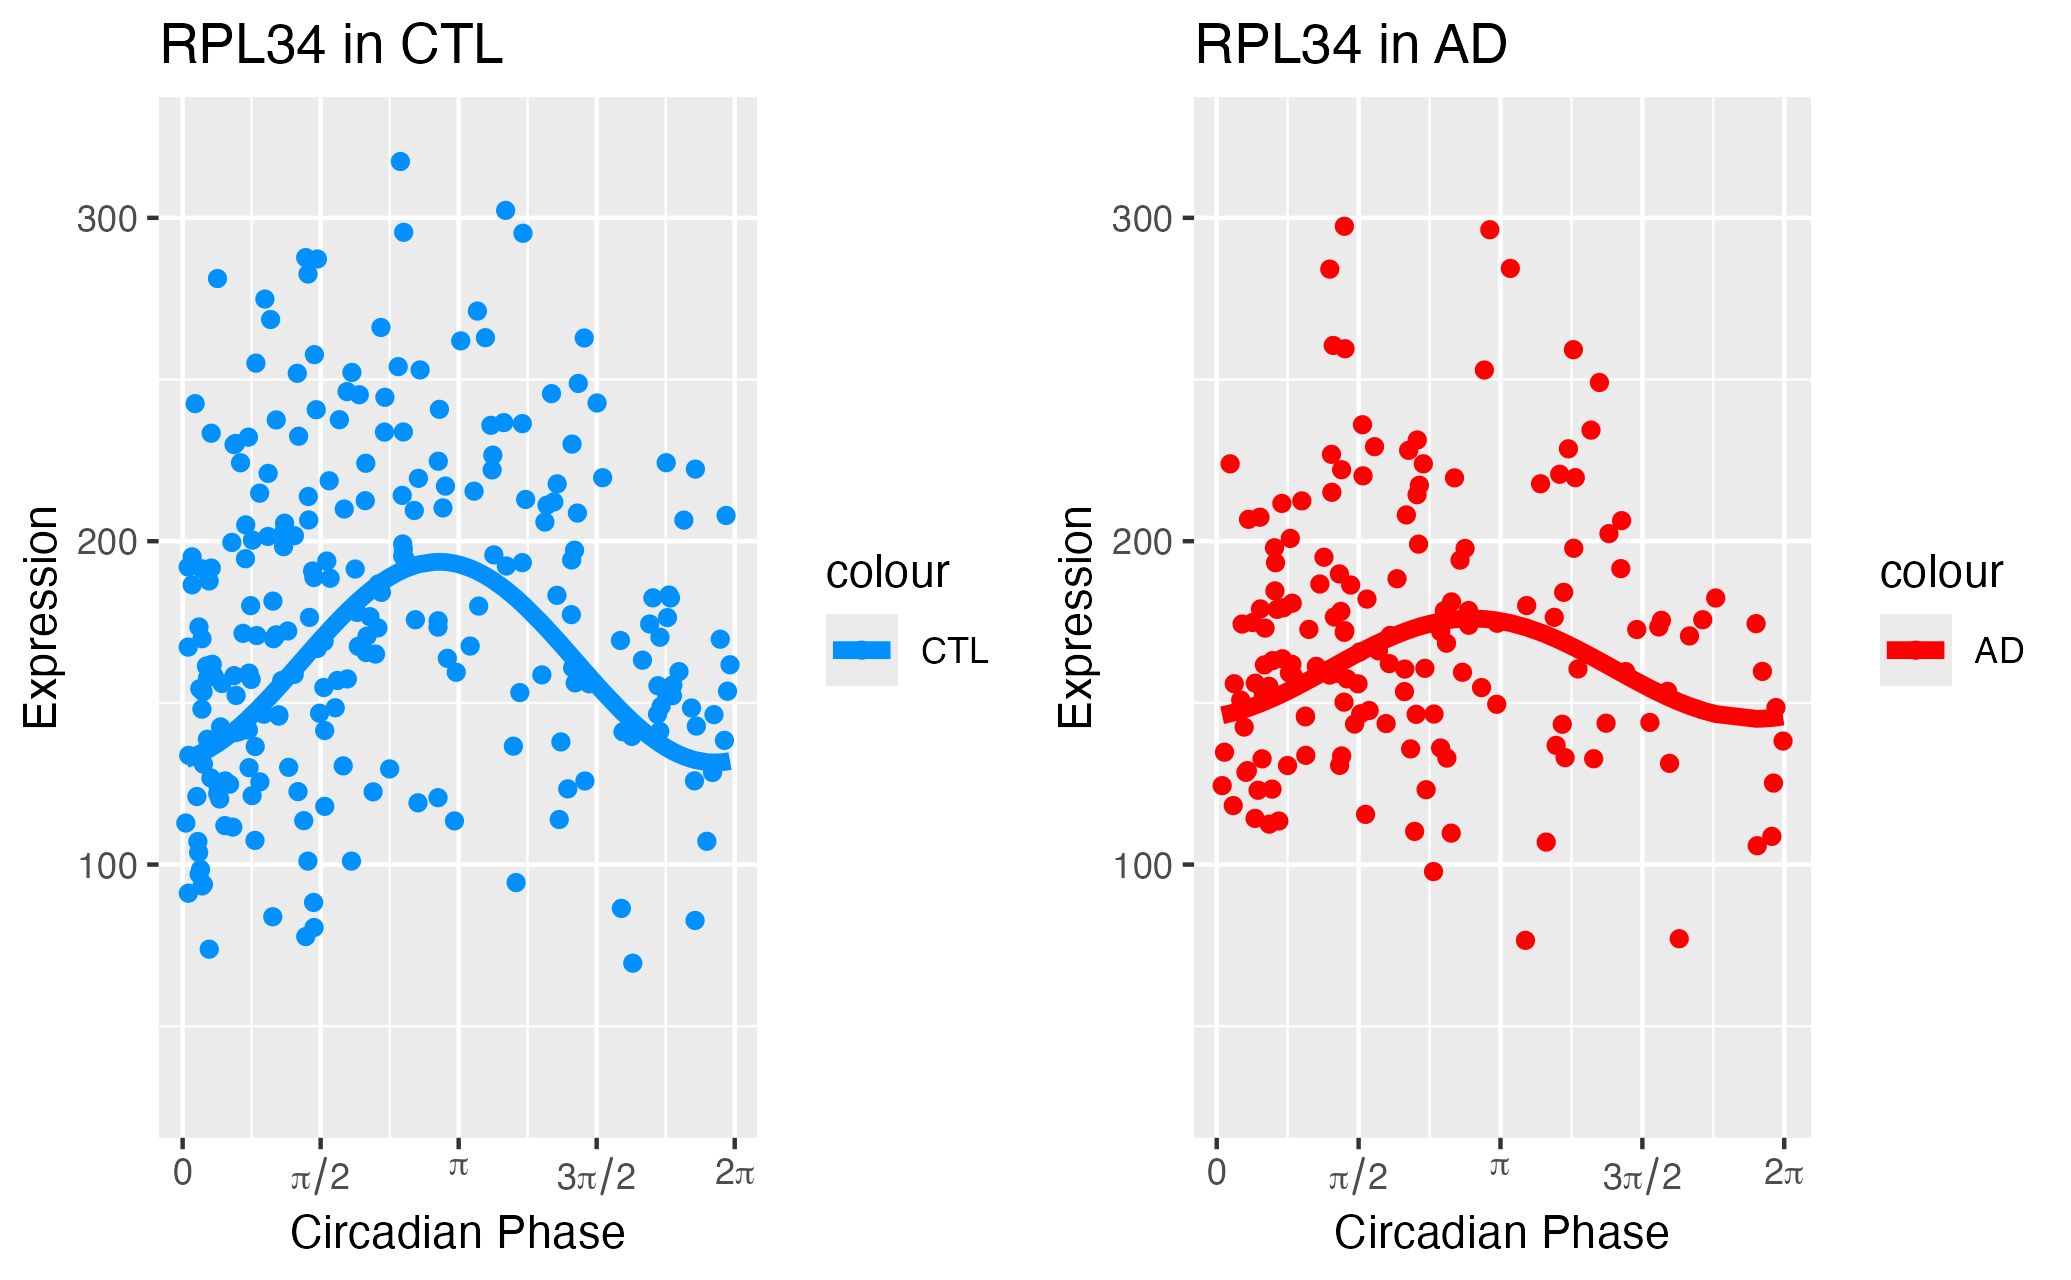 RPL34 in CTL
Expression
300
200
100
0
π/2
π
3π/2
2π
Circadian Phase
colour
CTL
RPL34 in AD
Expression
300
200
100
0
π/2
π
3π/2
2π
Circadian Phase
colour
AD